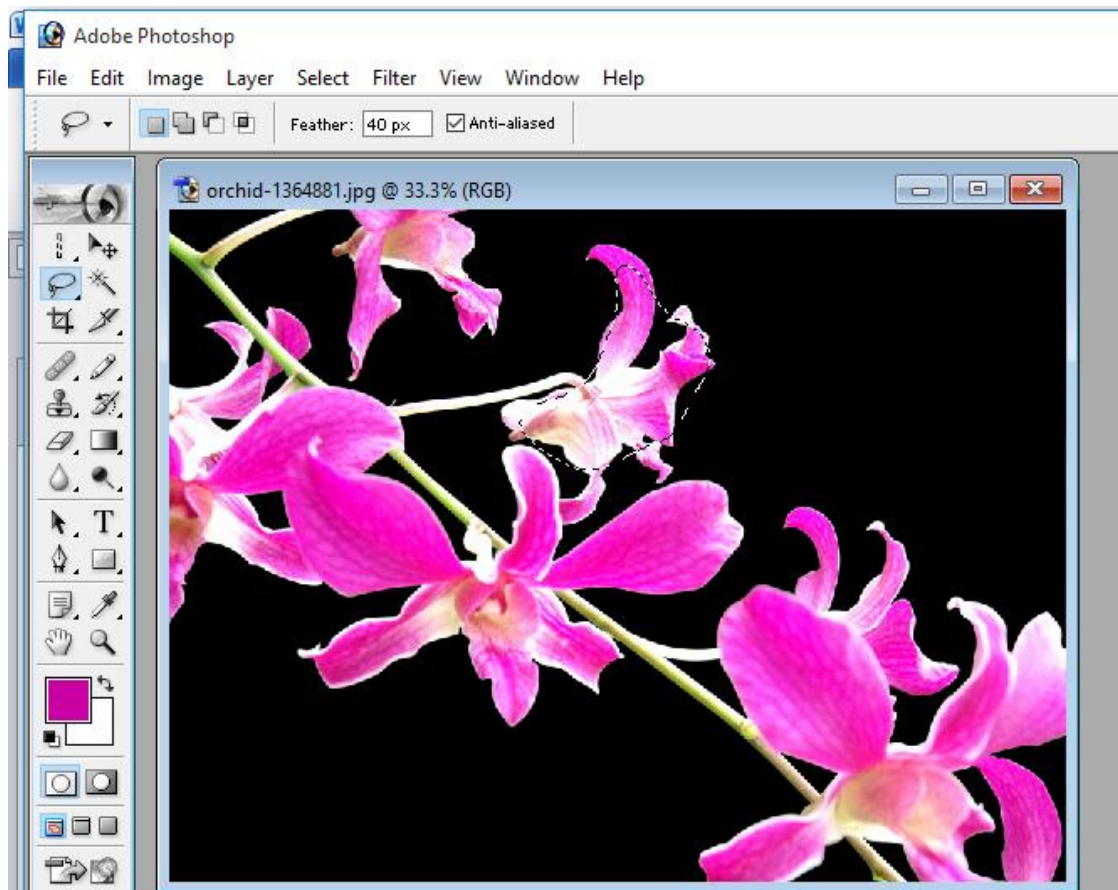 Adobe Photoshop
File Edit Image Layer Select Filter View Window Help
Feather: 40 px Anti-aliased
orchid-1364881.jpg @ 33.3% (RGB)
T